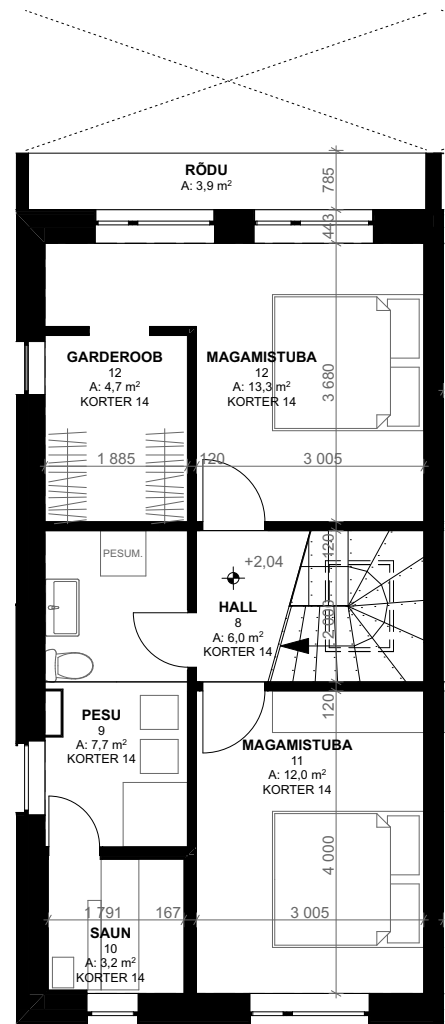 RÕDU
A: 3,9 m²
785
443
GARDEROOB
12
A: 4,7 m²
KORTER 14
MAGAMISTUBA
12
A: 13,3 m²
KORTER 14
3 680
1 885
120
3 005
PESUM.
+2,04
120
HALL
8
A: 6,0 m²
KORTER 14
2 000
120
PESU
9
A: 7,7 m²
KORTER 14
MAGAMISTUBA
11
A: 12,0 m²
KORTER 14
4 000
1 791
167
3 005
SAUN
10
A: 3,2 m²
KORTER 14